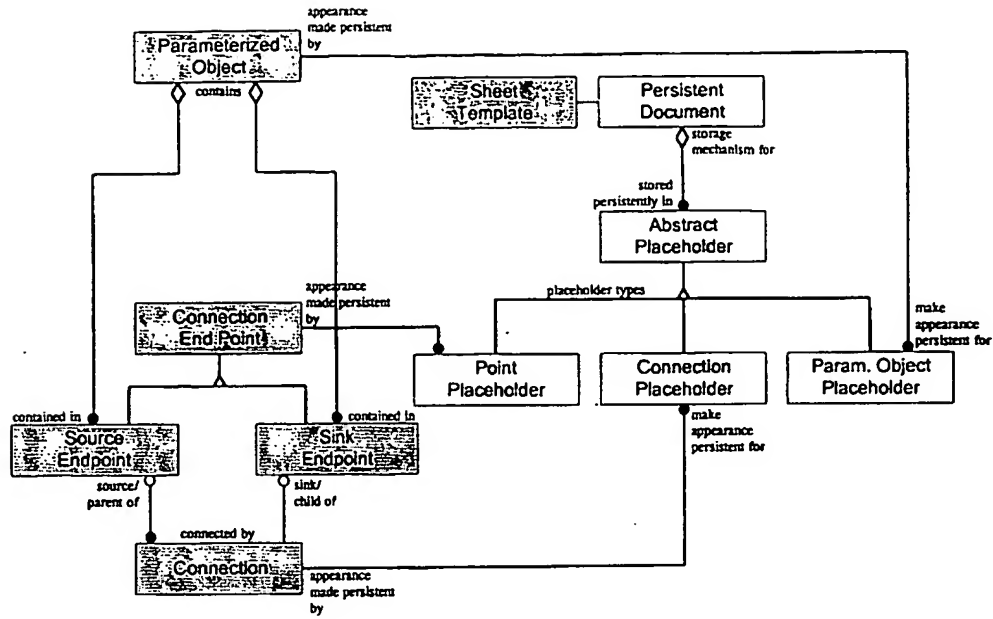 appearance
made persistent
by
Parameterized
Object
contains
Sheet
Template
Persistent
Document
storage
mechanism for
stored
persistently in
Abstract
Placeholder
placeholder types
appearance
made persistent
by
Connection
End Point
make
appearance
persistent for
Point
Placeholder
Connection
Placeholder
Param. Object
Placeholder
contained in
contained in
make
appearance
persistent for
Source
Endpoint
Sink
Endpoint
source/
parent of
sink/
child of
connected by
Connection
appearance
made persistent
by